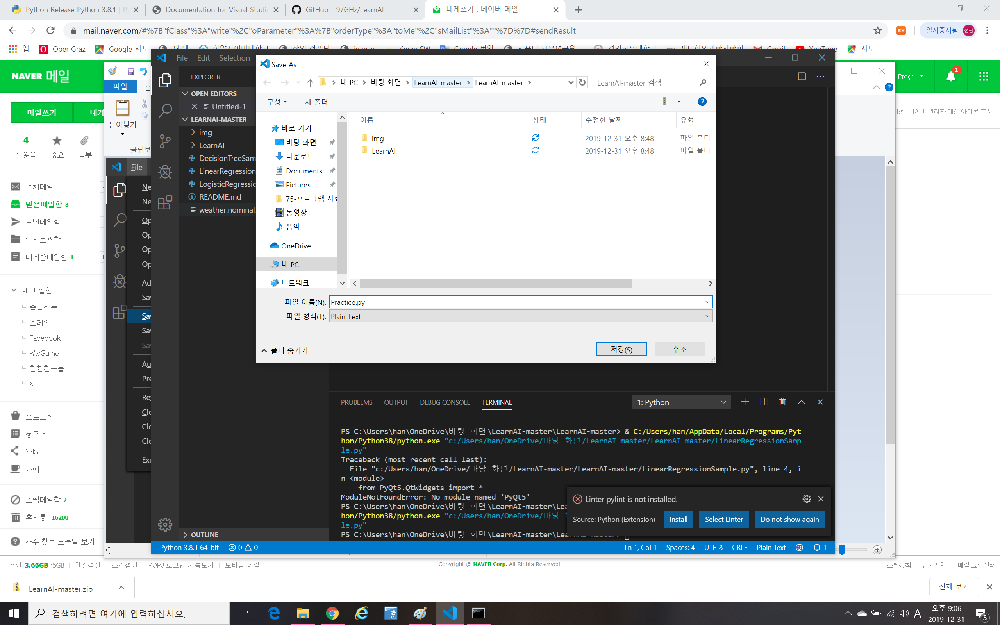 Python Release Python 3.8.1 | P
Documentation for Visual Studi
GitHub - 97GHz/LearnAI
내게쓰기 : 네이버 메일
mail.naver.com/#%7B"fClass"%3A"write"%2C"oParameter"%3A%7B"orderType"%3A"toMe"%2C"sMailList"%3A""%7D%7D#sendResult
EX
일시중지됨
선관
앱
Oper Graz
Google 지도
YouTube
지도
File
Edit
Selection
NAVER 메일
Progr..
1
파일
홈
Save As
내 PC
바탕 화면
LearnAI-master
LearnAI-master
LearnAI-master 검색
구성
새 폴더
EXPLORER
OPEN EDITORS
Untitled-1
LEARNAI-MASTER
img
LearnAI
DecisionTreeSam
LinearRegression
LogisticRegressic
README.md
weather.nominal.
OUTLINE
메일쓰기
내게
붙여넣기
클립보
네이버 관리자 메일 아이콘 표시
4
안읽음
중요
첨부
전체메일
받은메일함 3
보낸메일함
임시보관함
내게쓴메일함 1
내 메일함
졸업작품
스페인
Facebook
WarGame
친한친구들
X
프로모션
청구서
SNS
카페
스팸메일함 2
휴지통 16200
자주 찾는 도움말 보기
File
Ne
Ne
Op
Op
Op
Op
Ad
Sav
Sav
Sav
Sav
Au
Pre
Rev
Clo
Clo
Clo
Exi
바로 가기
바탕 화면
다운로드
Documents
Pictures
75-프로그램 자료
동영상
음악
OneDrive
내 PC
네트워크
이름
상태
수정한 날짜
유형
img
2019-12-31 오후 8:48
파일 폴더
LearnAI
2019-12-31 오후 8:48
파일 폴더
파일 이름(N):
Practice.py
파일 형식(T):
Plain Text
폴더 숨기기
저장(S)
취소
PROBLEMS
OUTPUT
DEBUG CONSOLE
TERMINAL
1: Python
PS C:\Users\han\OneDrive\바탕 화면\LearnAI-master\LearnAI-master> & C:/Users/han/AppData/Local/Programs/Pyt
hon/Python38/python.exe "c:/Users/han/OneDrive/바탕 화면/LearnAI-master/LearnAI-master/LinearRegressionSamp
le.py"
Traceback (most recent call last):
File "c:/Users/han/OneDrive/바탕 화면/LearnAI-master/LearnAI-master/LinearRegressionSample.py", line 4, i
n <module>
from PyQt5.QtWidgets import *
ModuleNotFoundError: No module named 'PyQt5'
PS C:\Users\han\OneDrive\바탕 화면\LearnAI-master\Lea
hon/Python38/python.exe "c:/Users/han/OneDrive/바탕
le.py"
PS C:\Users\han\OneDrive\바탕 화면\LearnAI-master\LearnAI-master>
Linter pylint is not installed.
Source: Python (Extension)
Install
Select Linter
Do not show again
Python 3.8.1 64-bit
0
0
Ln 1, Col 1
Spaces: 4
UTF-8
CRLF
Plain Text
1
용량 3.66GB/5GB
환경설정
스킨설정
POP3 로그인 기록보기
모바일 메일
Copyright © NAVER Corp. All Rights Reserved.
스팸정책
공지사항
메일 고객센터
LearnAI-master.zip
전체 보기
검색하려면 여기에 입력하십시오.
A
오후 9:06
2019-12-31
5